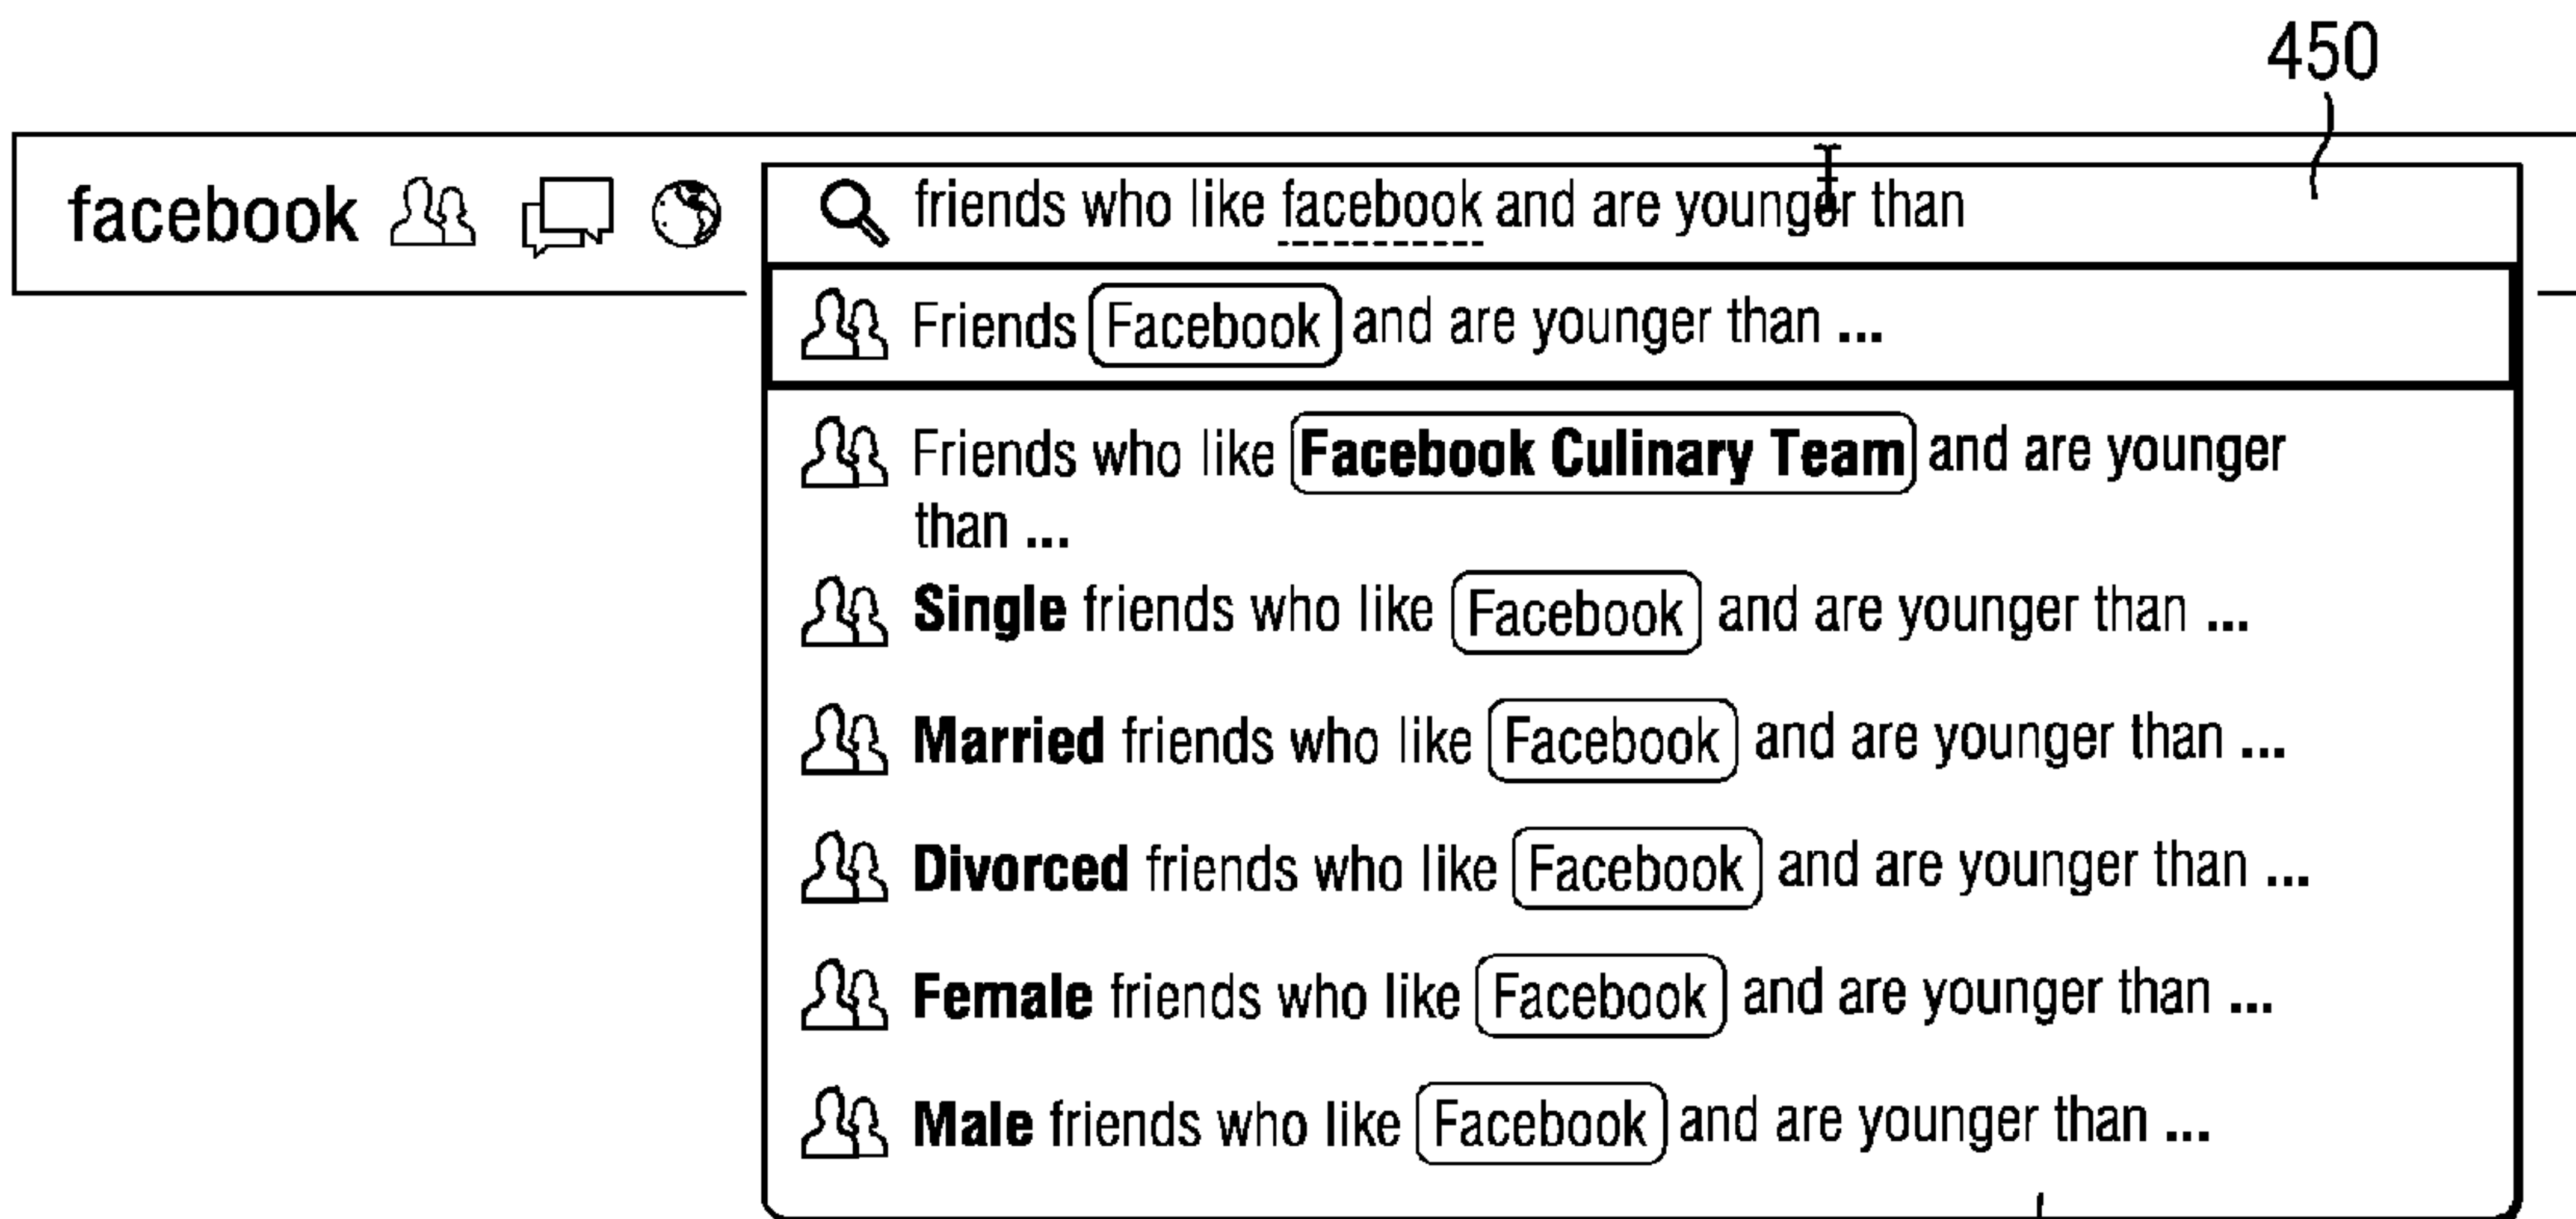 450
facebook
friends who like facebook and are younger than
Friends Facebook and are younger than ...
Friends who like Facebook Culinary Team and are younger
than ...
Single friends who like Facebook and are younger than ...
Married friends who like Facebook and are younger than ...
Divorced friends who like Facebook and are younger than ...
Female friends who like Facebook and are younger than ...
Male friends who like Facebook and are younger than ...